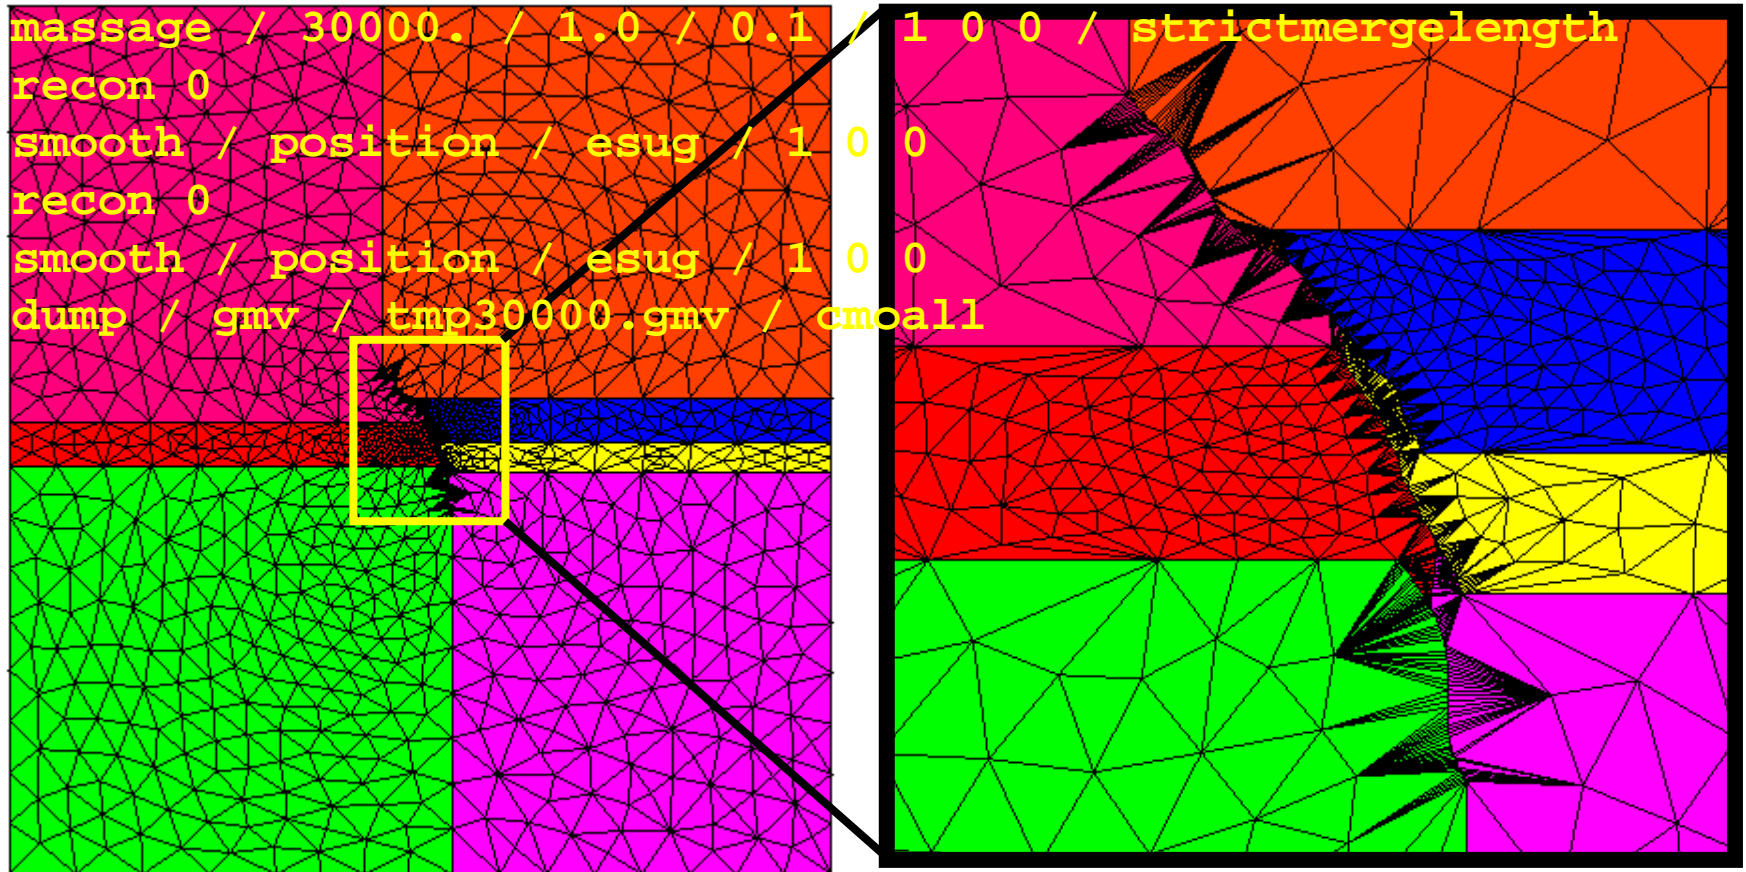 massage / 30000. / 1.0 / 0.1 / 1 0 0 / strictmergelength
recon 0
smooth / position / esug / 1 0 0
recon 0
smooth / position / esug / 1 0 0
dump / gmv / tmp30000.gmv / cmoall